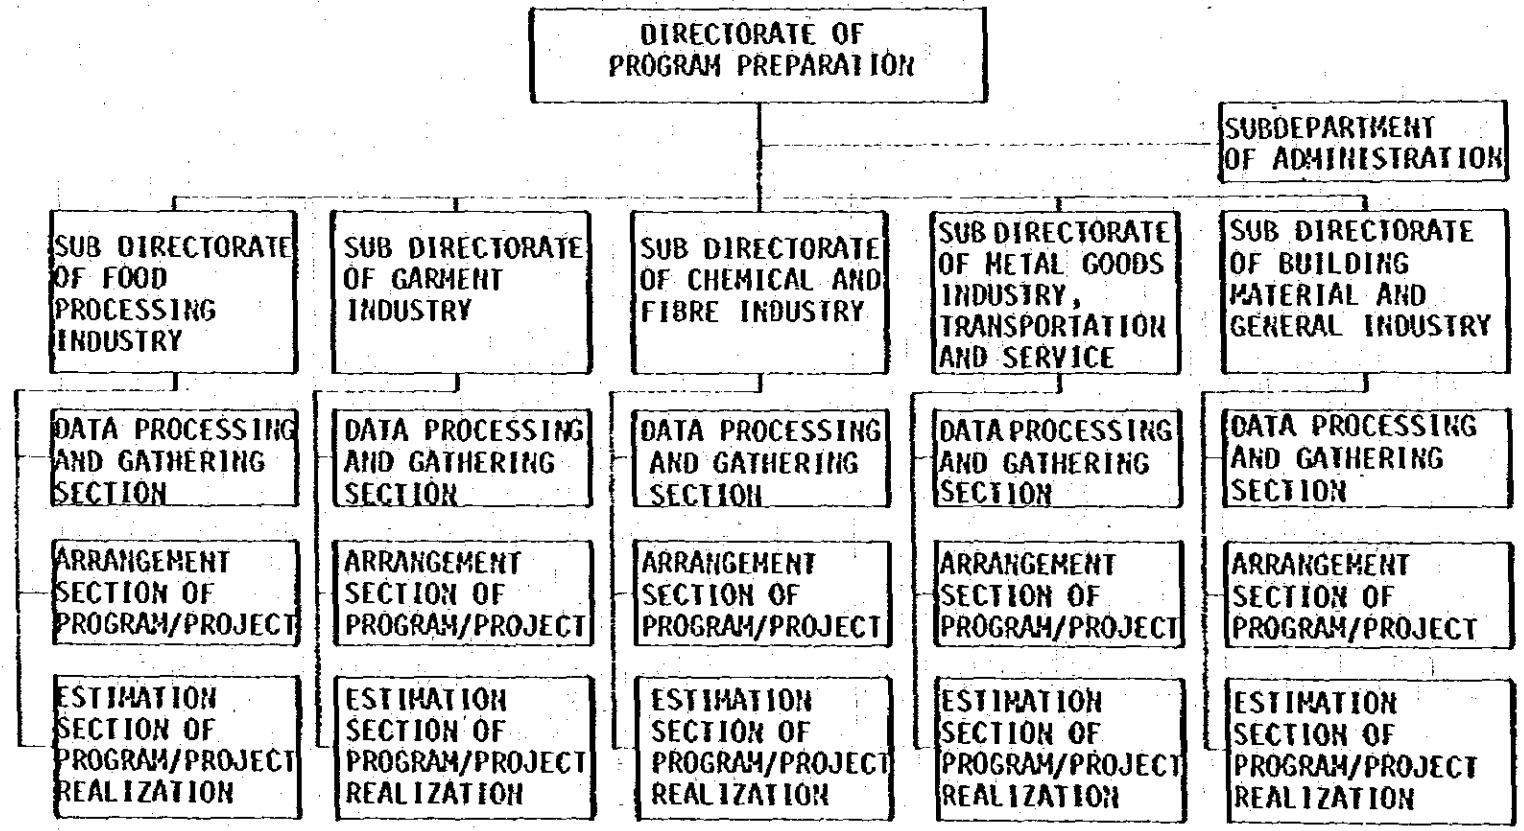 DIRECTORATE OF
PROGRAM PREPARATION
SUBDEPARTMENT
OF ADMINISTRATION
SUB DIRECTORATE
OF FOOD
PROCESSING
INDUSTRY
SUB DIRECTORATE
OF GARMENT
INDUSTRY
SUB DIRECTORATE
OF CHEMICAL AND
FIBRE INDUSTRY
SUB DIRECTORATE
OF METAL GOODS
INDUSTRY,
TRANSPORTATION
AND SERVICE
SUB DIRECTORATE
OF BUILDING
MATERIAL AND
GENERAL INDUSTRY
DATA PROCESSING
AND GATHERING
SECTION
DATA PROCESSING
AND GATHERING
SECTION
DATA PROCESSING
AND GATHERING
SECTION
DATA PROCESSING
AND GATHERING
SECTION
DATA PROCESSING
AND GATHERING
SECTION
ARRANGEMENT
SECTION OF
PROGRAM/PROJECT
ARRANGEMENT
SECTION OF
PROGRAM/PROJECT
ARRANGEMENT
SECTION OF
PROGRAM/PROJECT
ARRANGEMENT
SECTION OF
PROGRAM/PROJECT
ARRANGEMENT
SECTION OF
PROGRAM/PROJECT
ESTIMATION
SECTION OF
PROGRAM/PROJECT
REALIZATION
ESTIMATION
SECTION OF
PROGRAM/PROJECT
REALIZATION
ESTIMATION
SECTION OF
PROGRAM/PROJECT
REALIZATION
ESTIMATION
SECTION OF
PROGRAM/PROJECT
REALIZATION
ESTIMATION
SECTION OF
PROGRAM/PROJECT
REALIZATION